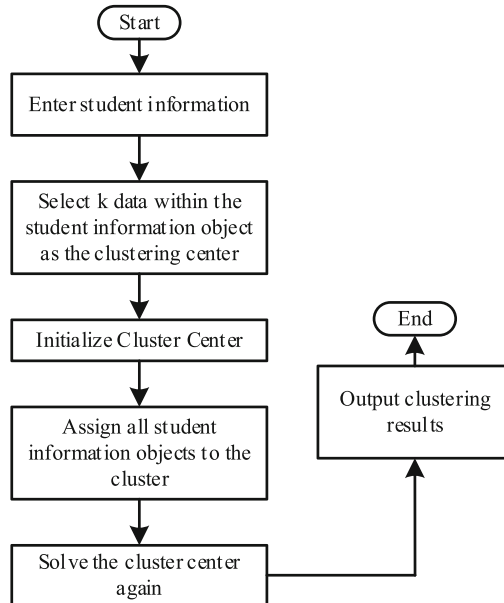 Start
Enter student information
Select k data within the
student information object
as the clustering center
Initialize Cluster Center
Assign all student
information objects to the
cluster
Solve the cluster center
again
End
Output clustering
results